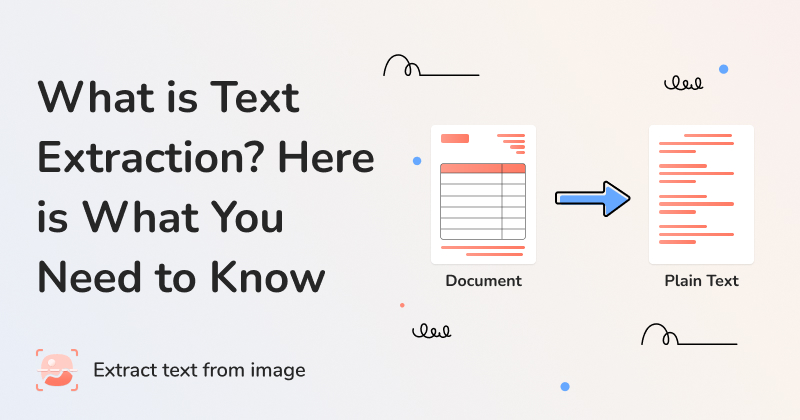 What is Text
Extraction? Here
is What You
Need to Know
Document
Plain Text
Extract text from image